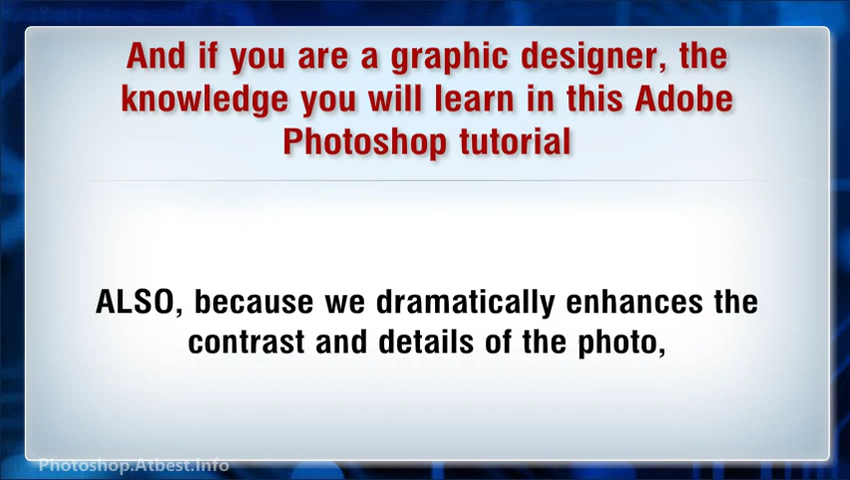 And if you are a graphic designer, the
knowledge you will learn in this Adobe
Photoshop tutorial
ALSO, because we dramatically enhances the
contrast and details of the photo,
Photoshop.Atbest.Info